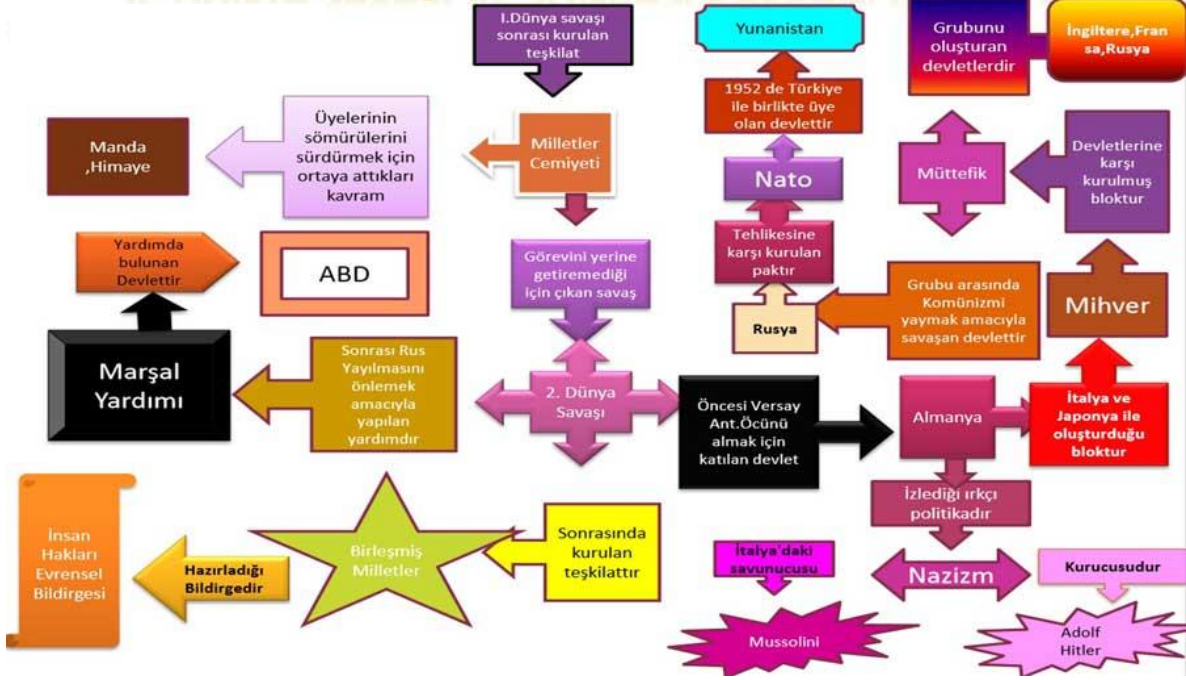 I.Dünya savaşı
sonrası kurulan
teşkilat
Milletler
Cemiyeti
Üyelerinin
sömürülerini
sürdürmek için
ortaya attıkları
kavram
Manda
,Himaye
Görevini yerine
getiremediği
için çıkan savaş
2. Dünya
Savaşı
Sonrası Rus
Yayılmasını
önlemek
amacıyla
yapılan
yardımdır
Marşal
Yardımı
Yardımda
bulunan
Devlettir
ABD
Sonrasında
kurulan
teşkilattır
Birleşmiş
Milletler
Hazırladığı
Bildirgedir
İnsan
Hakları
Evrensel
Bildirgesi
Öncesi Versay
Ant.Öcünü
almak için
katılan devlet
Almanya
İzlediği ırkçı
politikadır
Nazizm
İtalya'daki
savunucusu
Mussolini
Kurucusudur
Adolf
Hitler
İtalya ve
Japonya ile
oluşturduğu
bloktur
Mihver
Devletlerine
karşı
kurulmuş
bloktur
Müttefik
Grubunu
oluşturan
devletlerdir
İngiltere,Fran
sa,Rusya
Grubu arasında
Komünizmi
yaymak amacıyla
savaşan devlettir
Rusya
Tehlikesine
karşı kurulan
paktır
Nato
1952 de Türkiye
ile birlikte üye
olan devlettir
Yunanistan